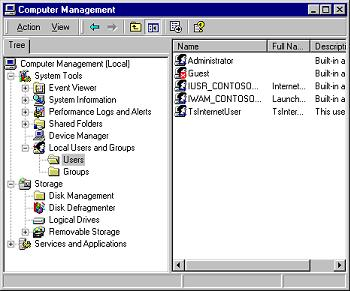 Computer Management
Action View
Tree
Computer Management (Local)
System Tools
Event Viewer
System Information
Performance Logs and Alerts
Shared Folders
Device Manager
Local Users and Groups
Users
Groups
Storage
Disk Management
Disk Defragmenter
Logical Drives
Removable Storage
Services and Applications
Name Full Na... Descripti
Administrator Built-in a
Guest Built-in a
IUSR_CONTOSO... Internet... Built-in a
IWAM_CONTOSO... Launch... Built-in a
TsInternetUser TsInter... This use